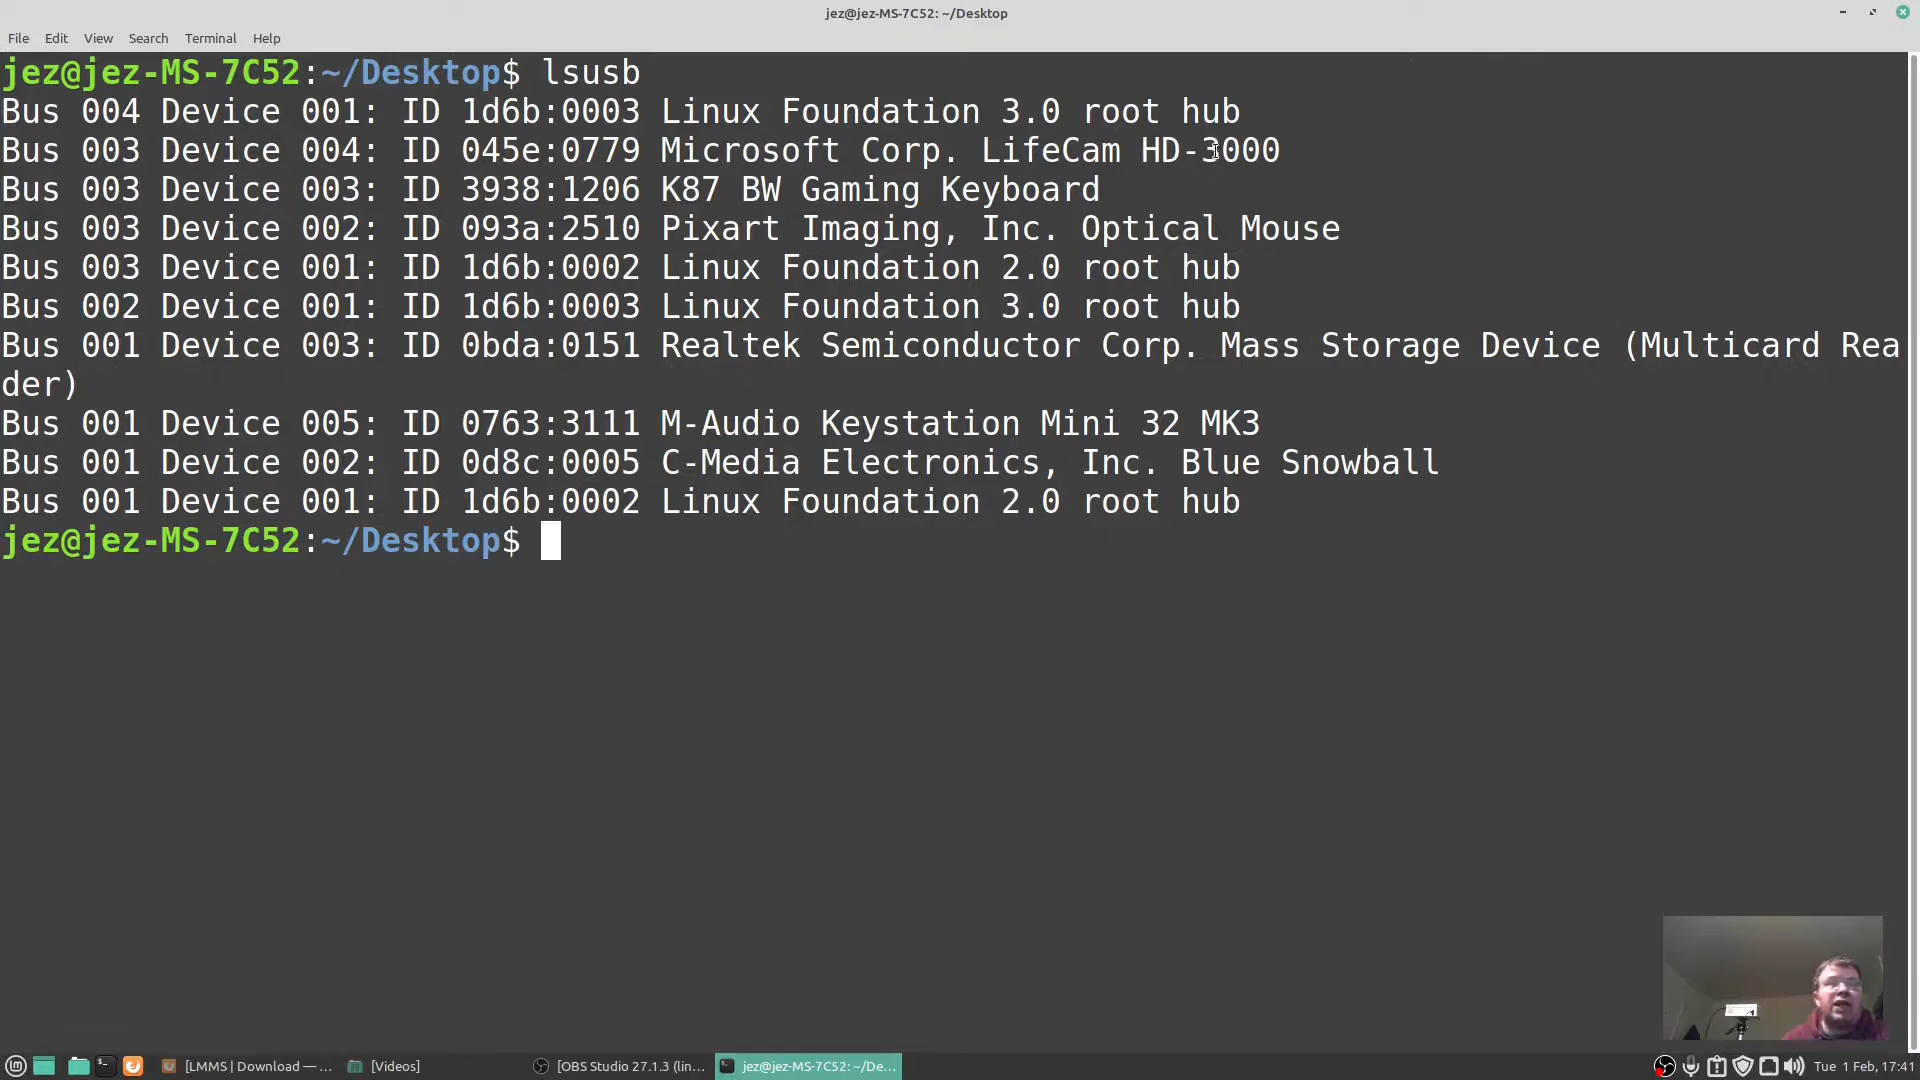 jez@jez-MS-7C52: ~/Desktop
File Edit View Search Terminal Help
jez@jez-MS-7C52:~/Desktop$ lsusb
Bus 004 Device 001: ID 1d6b:0003 Linux Foundation 3.0 root hub
Bus 003 Device 004: ID 045e:0779 Microsoft Corp. LifeCam HD-3000
Bus 003 Device 003: ID 3938:1206 K87 BW Gaming Keyboard
Bus 003 Device 002: ID 093a:2510 Pixart Imaging, Inc. Optical Mouse
Bus 003 Device 001: ID 1d6b:0002 Linux Foundation 2.0 root hub
Bus 002 Device 001: ID 1d6b:0003 Linux Foundation 3.0 root hub
Bus 001 Device 003: ID 0bda:0151 Realtek Semiconductor Corp. Mass Storage Device (Multicard Rea
der)
Bus 001 Device 005: ID 0763:3111 M-Audio Keystation Mini 32 MK3
Bus 001 Device 002: ID 0d8c:0005 C-Media Electronics, Inc. Blue Snowball
Bus 001 Device 001: ID 1d6b:0002 Linux Foundation 2.0 root hub
jez@jez-MS-7C52:~/Desktop$
[LMMS | Download — ... [Videos] [OBS Studio 27.1.3 (lin... jez@jez-MS-7C52: ~/De... Tue 1 Feb, 17:41